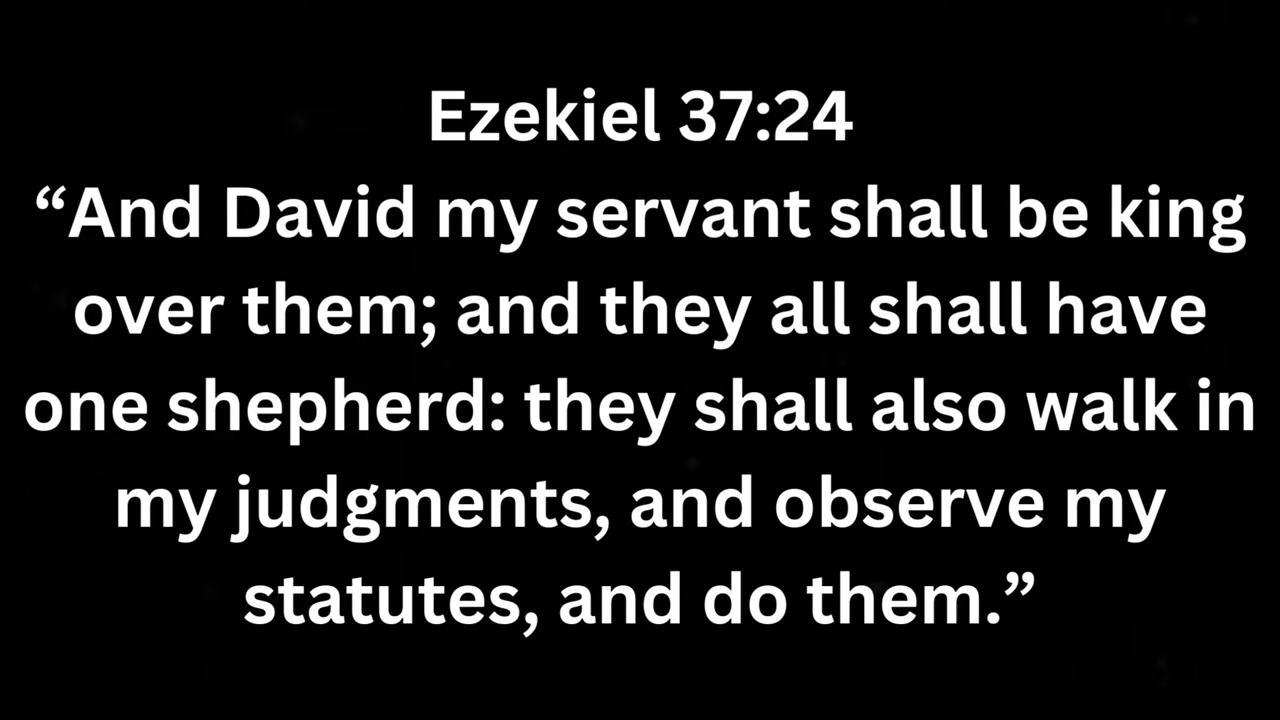 Ezekiel 37:24
“And David my servant shall be king
over them; and they all shall have
one shepherd: they shall also walk in
my judgments, and observe my
statutes, and do them.”